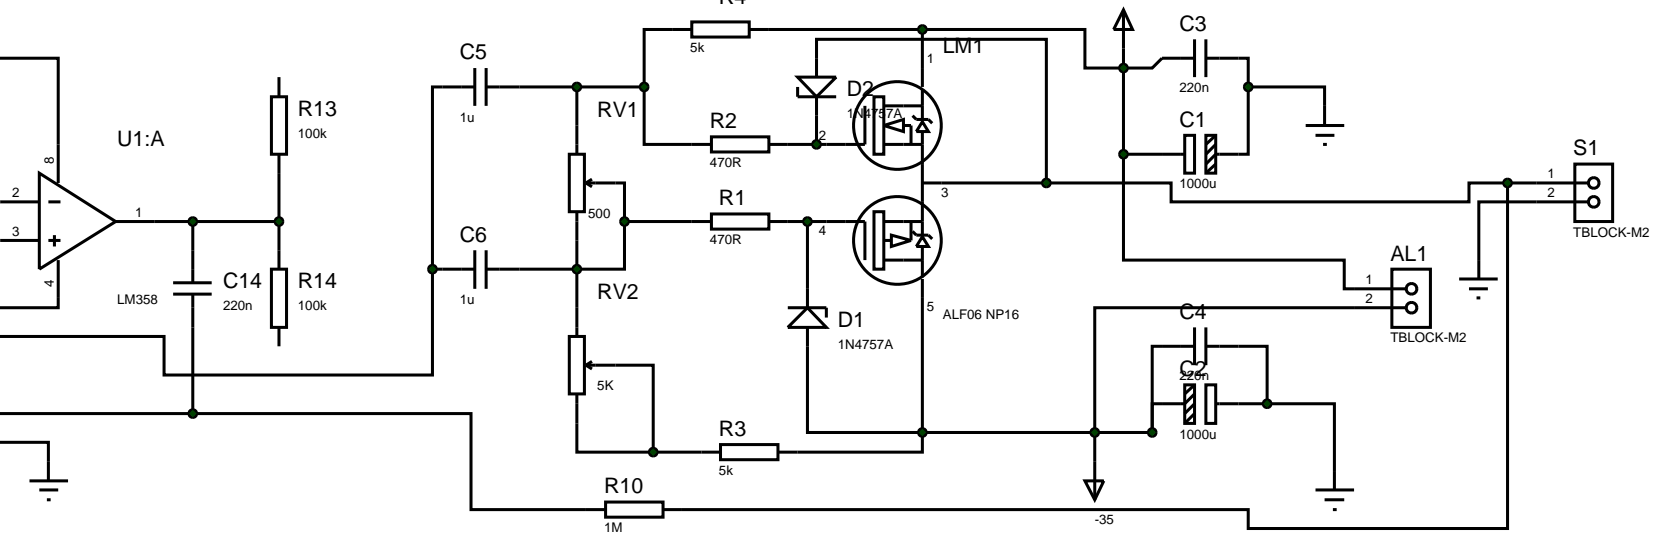 R4
5k
C3
220n
C5
1u
LM1
1
D2
1N4757A
RV1
R13
100k
R2
2
470R
C1
1000u
U1:A
8
S1
1
2
TBLOCK-M2
500
2
3
1
R1
470R
4
3
C6
1u
4
LM358
C14
220n
R14
100k
RV2
AL1
1
2
TBLOCK-M2
5
ALF06 NP16
D1
1N4757A
C4
220n
C2
1000u
5K
R3
5k
R10
1M
-35